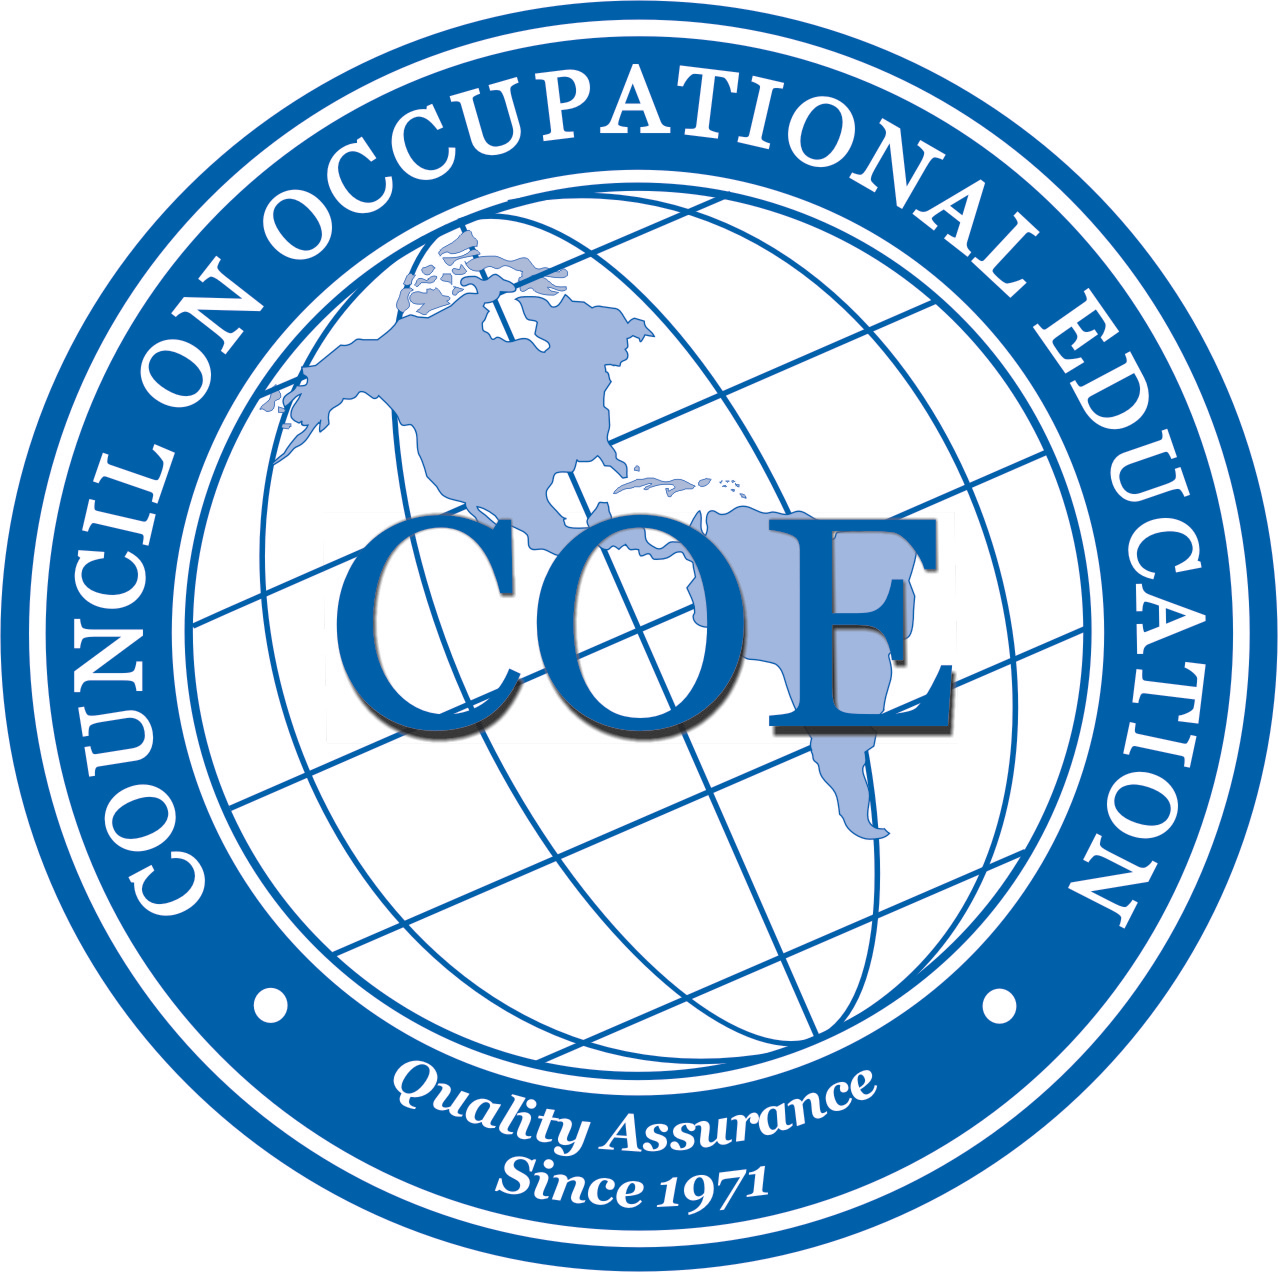 COUNCIL ON OCCUPATIONAL EDUCATION
COE
Quality Assurance
Since 1971